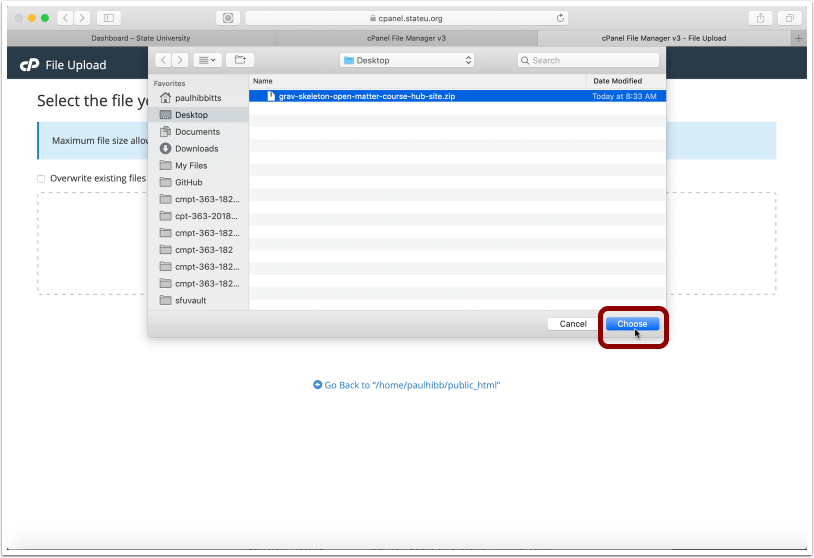 cpanel.stateu.org
Dashboard – State University
cPanel File Manager v3
cPanel File Manager v3 - File Upload
cP File Upload
Desktop
Search
Favorites
Name
Date Modified
paulhibbitts
grav-skeleton-open-matter-course-hub-site.zip
Today at 8:33 AM
Select the file
Desktop
Documents
Maximum file size
Downloads
My Files
Overwrite existing files
GitHub
cmpt-363-182...
cpt-363-2018...
cmpt-363-182...
cmpt-363-182
cmpt-363-182...
cmpt-363-182...
sfuvault
Cancel
Choose
Go Back to “/home/paulhibb/public_html”